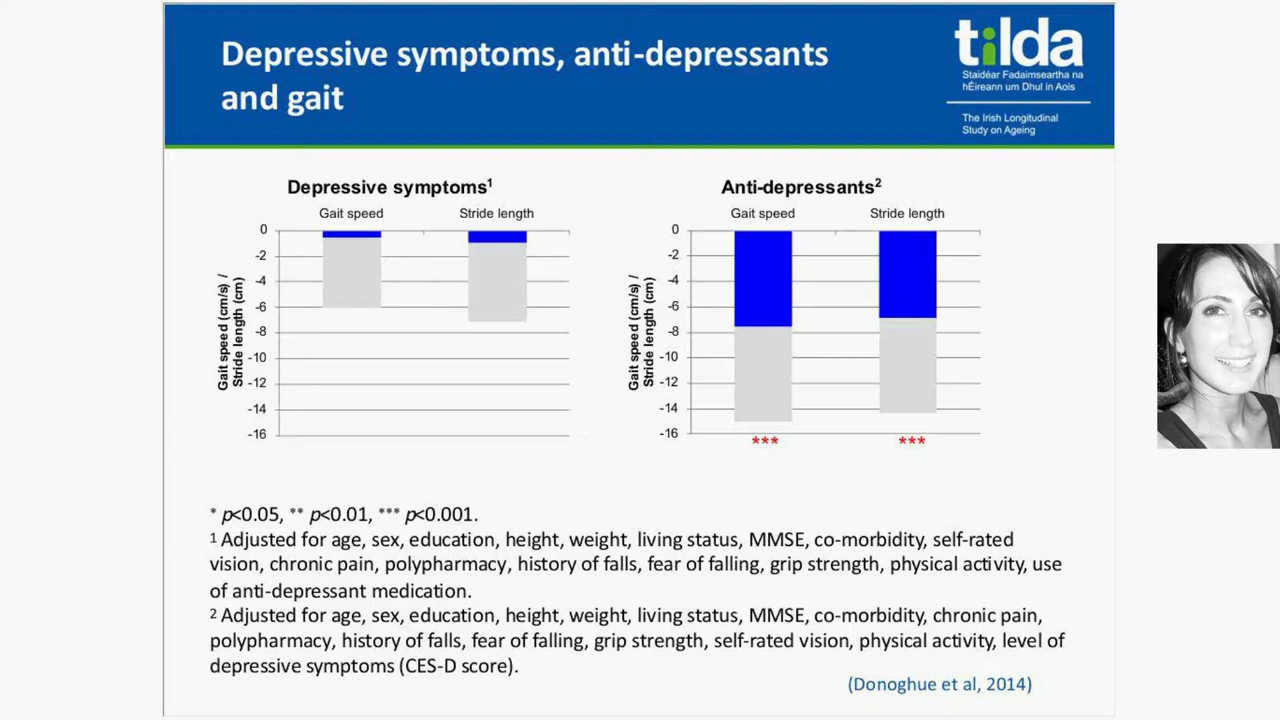 Depressive symptoms, anti-depressants
and gait
tilda
Staidéar Fadaimseartha na
hÉireann um Dhul in Aois
The Irish Longitudinal
Study on Ageing
Depressive symptoms1
Gait speed
Stride length
0
-2
-4
-6
-8
-10
-12
-14
-16
Gait speed (cm/s) /
Stride length (cm)
Anti-depressants2
Gait speed
Stride length
0
-2
-4
-6
-8
-10
-12
-14
-16
Gait speed (cm/s) /
Stride length (cm)
***
***
* p<0.05, ** p<0.01, *** p<0.001.
1 Adjusted for age, sex, education, height, weight, living status, MMSE, co-morbidity, self-rated
vision, chronic pain, polypharmacy, history of falls, fear of falling, grip strength, physical activity, use
of anti-depressant medication.
2 Adjusted for age, sex, education, height, weight, living status, MMSE, co-morbidity, chronic pain,
polypharmacy, history of falls, fear of falling, grip strength, self-rated vision, physical activity, level of
depressive symptoms (CES-D score).
(Donoghue et al, 2014)